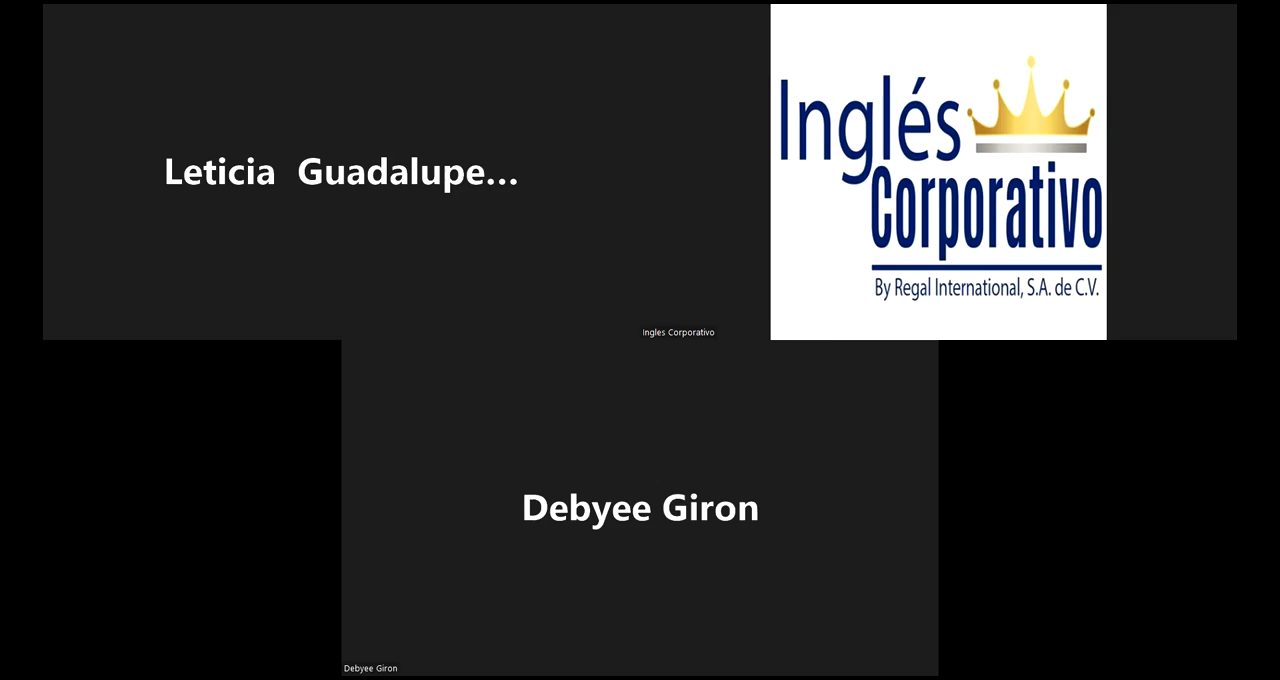 Leticia  Guadalupe...
Inglés
Corporativo
By Regal International, S.A. de C.V.
Ingles Corporativo
Debyee Giron
Debyee Giron